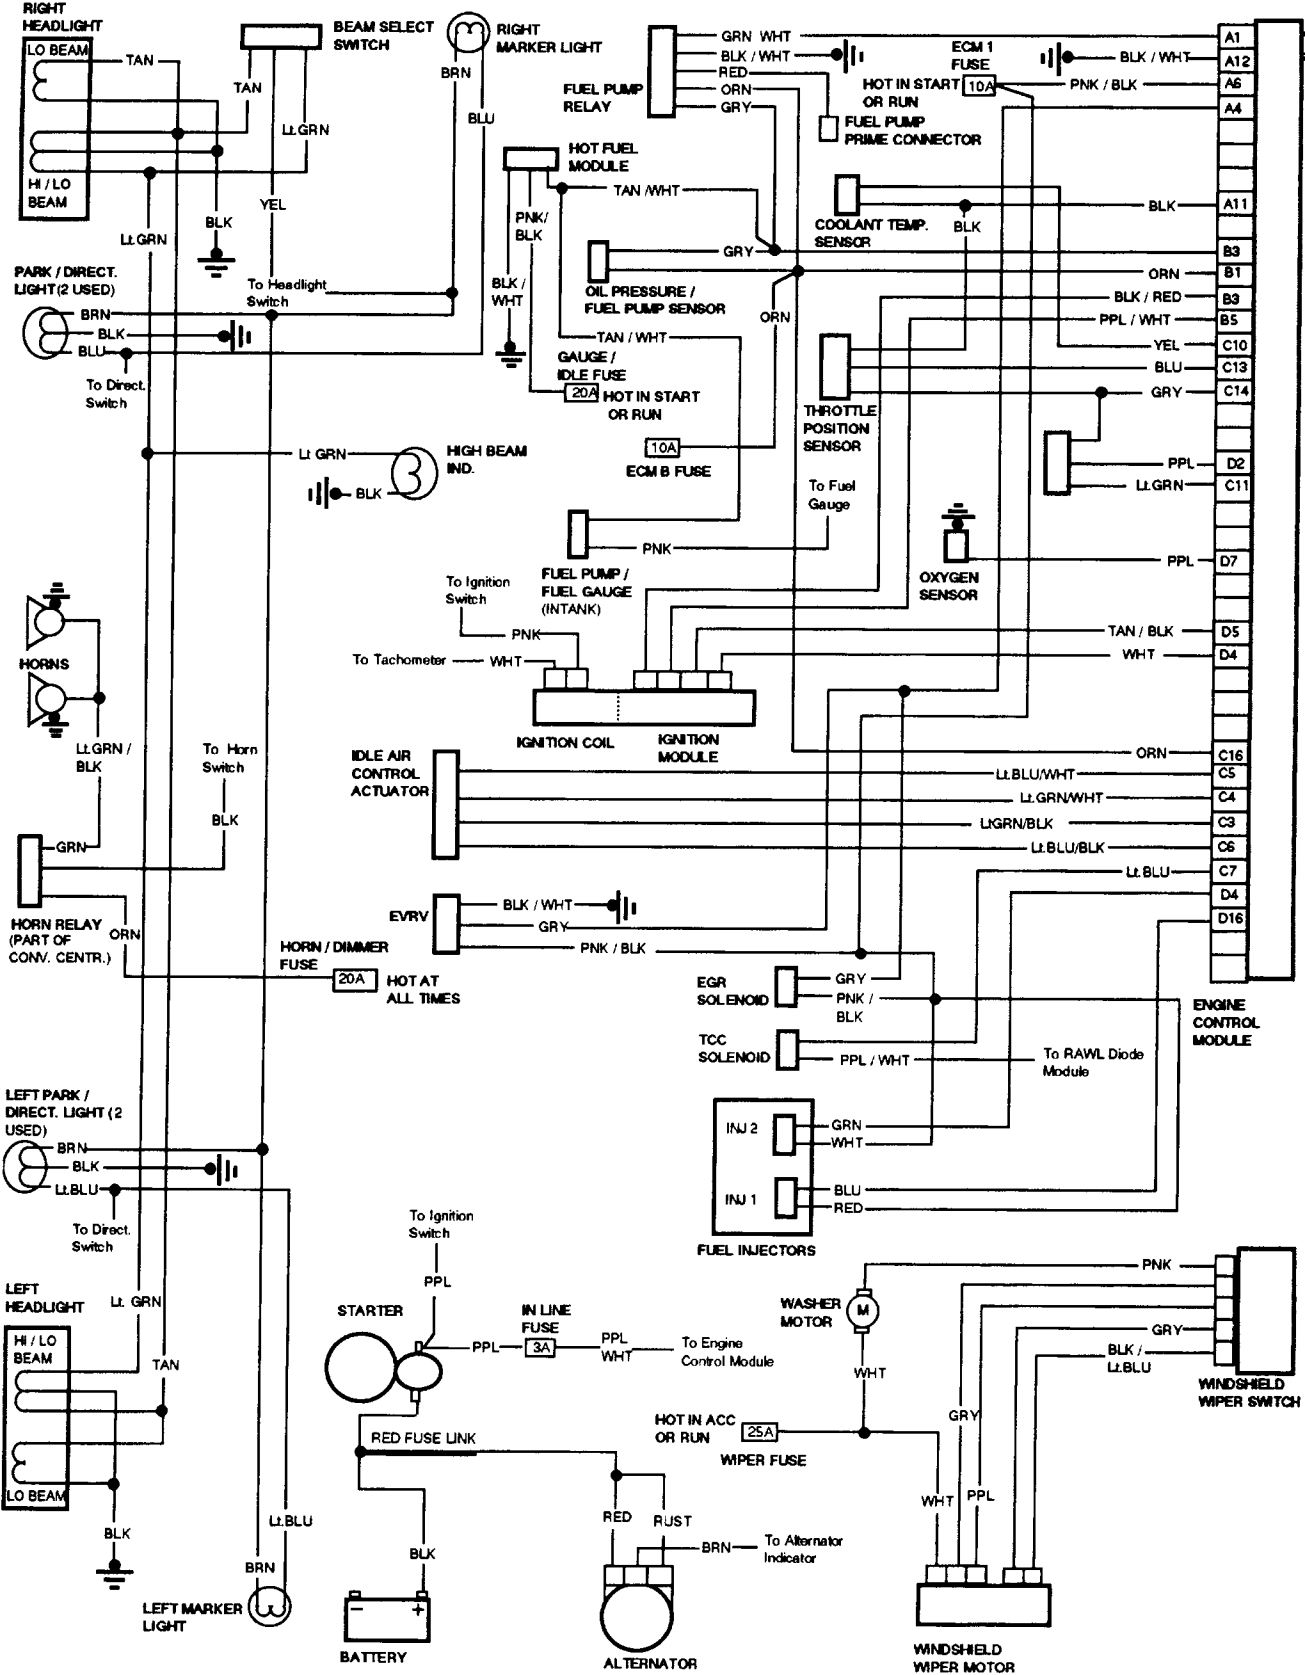 RIGHT
HEADLIGHT
LO BEAM
HI / LO
BEAM
TAN
TAN
Lt.GRN
Lt.GRN
YEL
BLK
BEAM SELECT
SWITCH
RIGHT
MARKER LIGHT
BRN
BLU
To Headlight
Switch
PARK / DIRECT.
LIGHT (2 USED)
BRN
BLK
BLU
To Direct.
Switch
Lt GRN
HIGH BEAM
IND.
BLK
HORNS
Lt.GRN /
BLK
To Horn
Switch
BLK
GRN
ORN
HORN RELAY
(PART OF
CONV. CENTR.)
HORN / DIMMER
FUSE
20A
HOT AT
ALL TIMES
LEFT PARK /
DIRECT. LIGHT (2
USED)
BRN
BLK
Lt.BLU
To Direct.
Switch
LEFT
HEADLIGHT
HI / LO
BEAM
LO BEAM
Lt. GRN
TAN
BLK
BRN
Lt.BLU
LEFT MARKER
LIGHT
FUEL PUMP
RELAY
GRN WHT
BLK / WHT
RED
ORN
GRY
FUEL PUMP
PRIME CONNECTOR
ECM 1
FUSE
HOT IN START
OR RUN
10A
BLK / WHT
PNK / BLK
HOT FUEL
MODULE
TAN / WHT
PNK/
BLK
BLK /
WHT
GRY
OIL PRESSURE /
FUEL PUMP SENSOR
ORN
TAN / WHT
GAUGE /
IDLE FUSE
20A
HOT IN START
OR RUN
10A
ECM B FUSE
To Fuel
Gauge
PNK
FUEL PUMP /
FUEL GAUGE
(INTANK)
To Ignition
Switch
PNK
To Tachometer
WHT
IGNITION COIL
IGNITION
MODULE
COOLANT TEMP.
SENSOR
BLK
BLK
ORN
BLK / RED
PPL / WHT
YEL
BLU
GRY
THROTTLE
POSITION
SENSOR
PPL
Lt.GRN
OXYGEN
SENSOR
PPL
TAN / BLK
WHT
ORN
IDLE AIR
CONTROL
ACTUATOR
Lt.BLU/WHT
Lt.GRN/WHT
Lt.GRN/BLK
Lt.BLU/BLK
Lt.BLU
A1
A12
A6
A4
A11
B3
B1
B3
B5
C10
C13
C14
D2
C11
D7
D5
D4
C16
C5
C4
C3
C6
C7
D4
D16
ENGINE
CONTROL
MODULE
EVRV
BLK / WHT
GRY
PNK / BLK
EGR
SOLENOID
GRY
PNK /
BLK
TCC
SOLENOID
PPL / WHT
To RAWL Diode
Module
INJ 2
GRN
WHT
INJ 1
BLU
RED
FUEL INJECTORS
To Ignition
Switch
PPL
STARTER
PPL
IN LINE
FUSE
3A
PPL
WHT
To Engine
Control Module
RED FUSE LINK
BLK
BATTERY
RED
RUST
BRN
To Alternator
Indicator
ALTERNATOR
WASHER
MOTOR
M
WHT
HOT IN ACC
OR RUN
25A
WIPER FUSE
PNK
GRY
BLK /
Lt.BLU
WINDSHIELD
WIPER SWITCH
GRY
WHT
PPL
WINDSHIELD
WIPER MOTOR